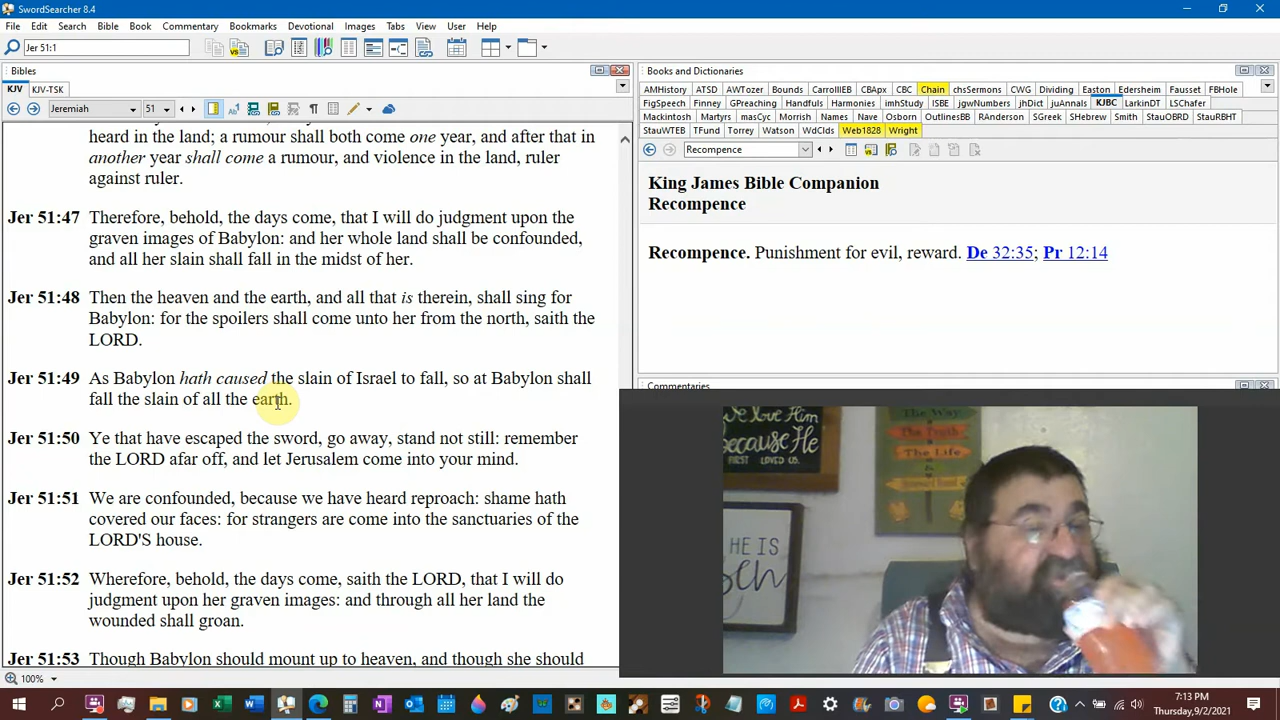 SwordSearcher 8.4
File Edit Search Bible Book Commentary Bookmarks Devotional Images Tabs View User Help
Jer 51:1
Bibles
KJV KJV-TSK
Jeremiah 51
heard in the land; a rumour shall both come one year, and after that in
another year shall come a rumour, and violence in the land, ruler
against ruler.
Jer 51:47 Therefore, behold, the days come, that I will do judgment upon the
graven images of Babylon: and her whole land shall be confounded,
and all her slain shall fall in the midst of her.
Jer 51:48 Then the heaven and the earth, and all that is therein, shall sing for
Babylon: for the spoilers shall come unto her from the north, saith the
LORD.
Jer 51:49 As Babylon hath caused the slain of Israel to fall, so at Babylon shall
fall the slain of all the earth.
Jer 51:50 Ye that have escaped the sword, go away, stand not still: remember
the LORD afar off, and let Jerusalem come into your mind.
Jer 51:51 We are confounded, because we have heard reproach: shame hath
covered our faces: for strangers are come into the sanctuaries of the
LORD'S house.
Jer 51:52 Wherefore, behold, the days come, saith the LORD, that I will do
judgment upon her graven images: and through all her land the
wounded shall groan.
Jer 51:53 Though Babylon should mount up to heaven, and though she should
100%
Books and Dictionaries
AMHistory ATSD AWTozer Bounds CarrollEIB CBApx CBC Chain chsSermons CWG Dividing Easton Edersheim Fausset FBHole
FigSpeech Finney GPreaching Handfuls Harmonies imhStudy ISBE jgwNumbers jhDict juAnnals KJBC LarkinDT LSChafer
Mackintosh Martyrs masCyc Morrish Names Nave Osborn OutlinesBB RAnderson SGreek SHebrew Smith StauOBRD StauRBHT
StauWTEB TFund Torrey Watson WdClds Web1828 Wright
Recompence
King James Bible Companion
Recompence
Recompence. Punishment for evil, reward. De 32:35; Pr 12:14
Commentaries
We love Him
because He
FIRST LOVED US.
The Way
The Truth
The Life
HE IS
7:13 PM
Thursday, 9/2/2021